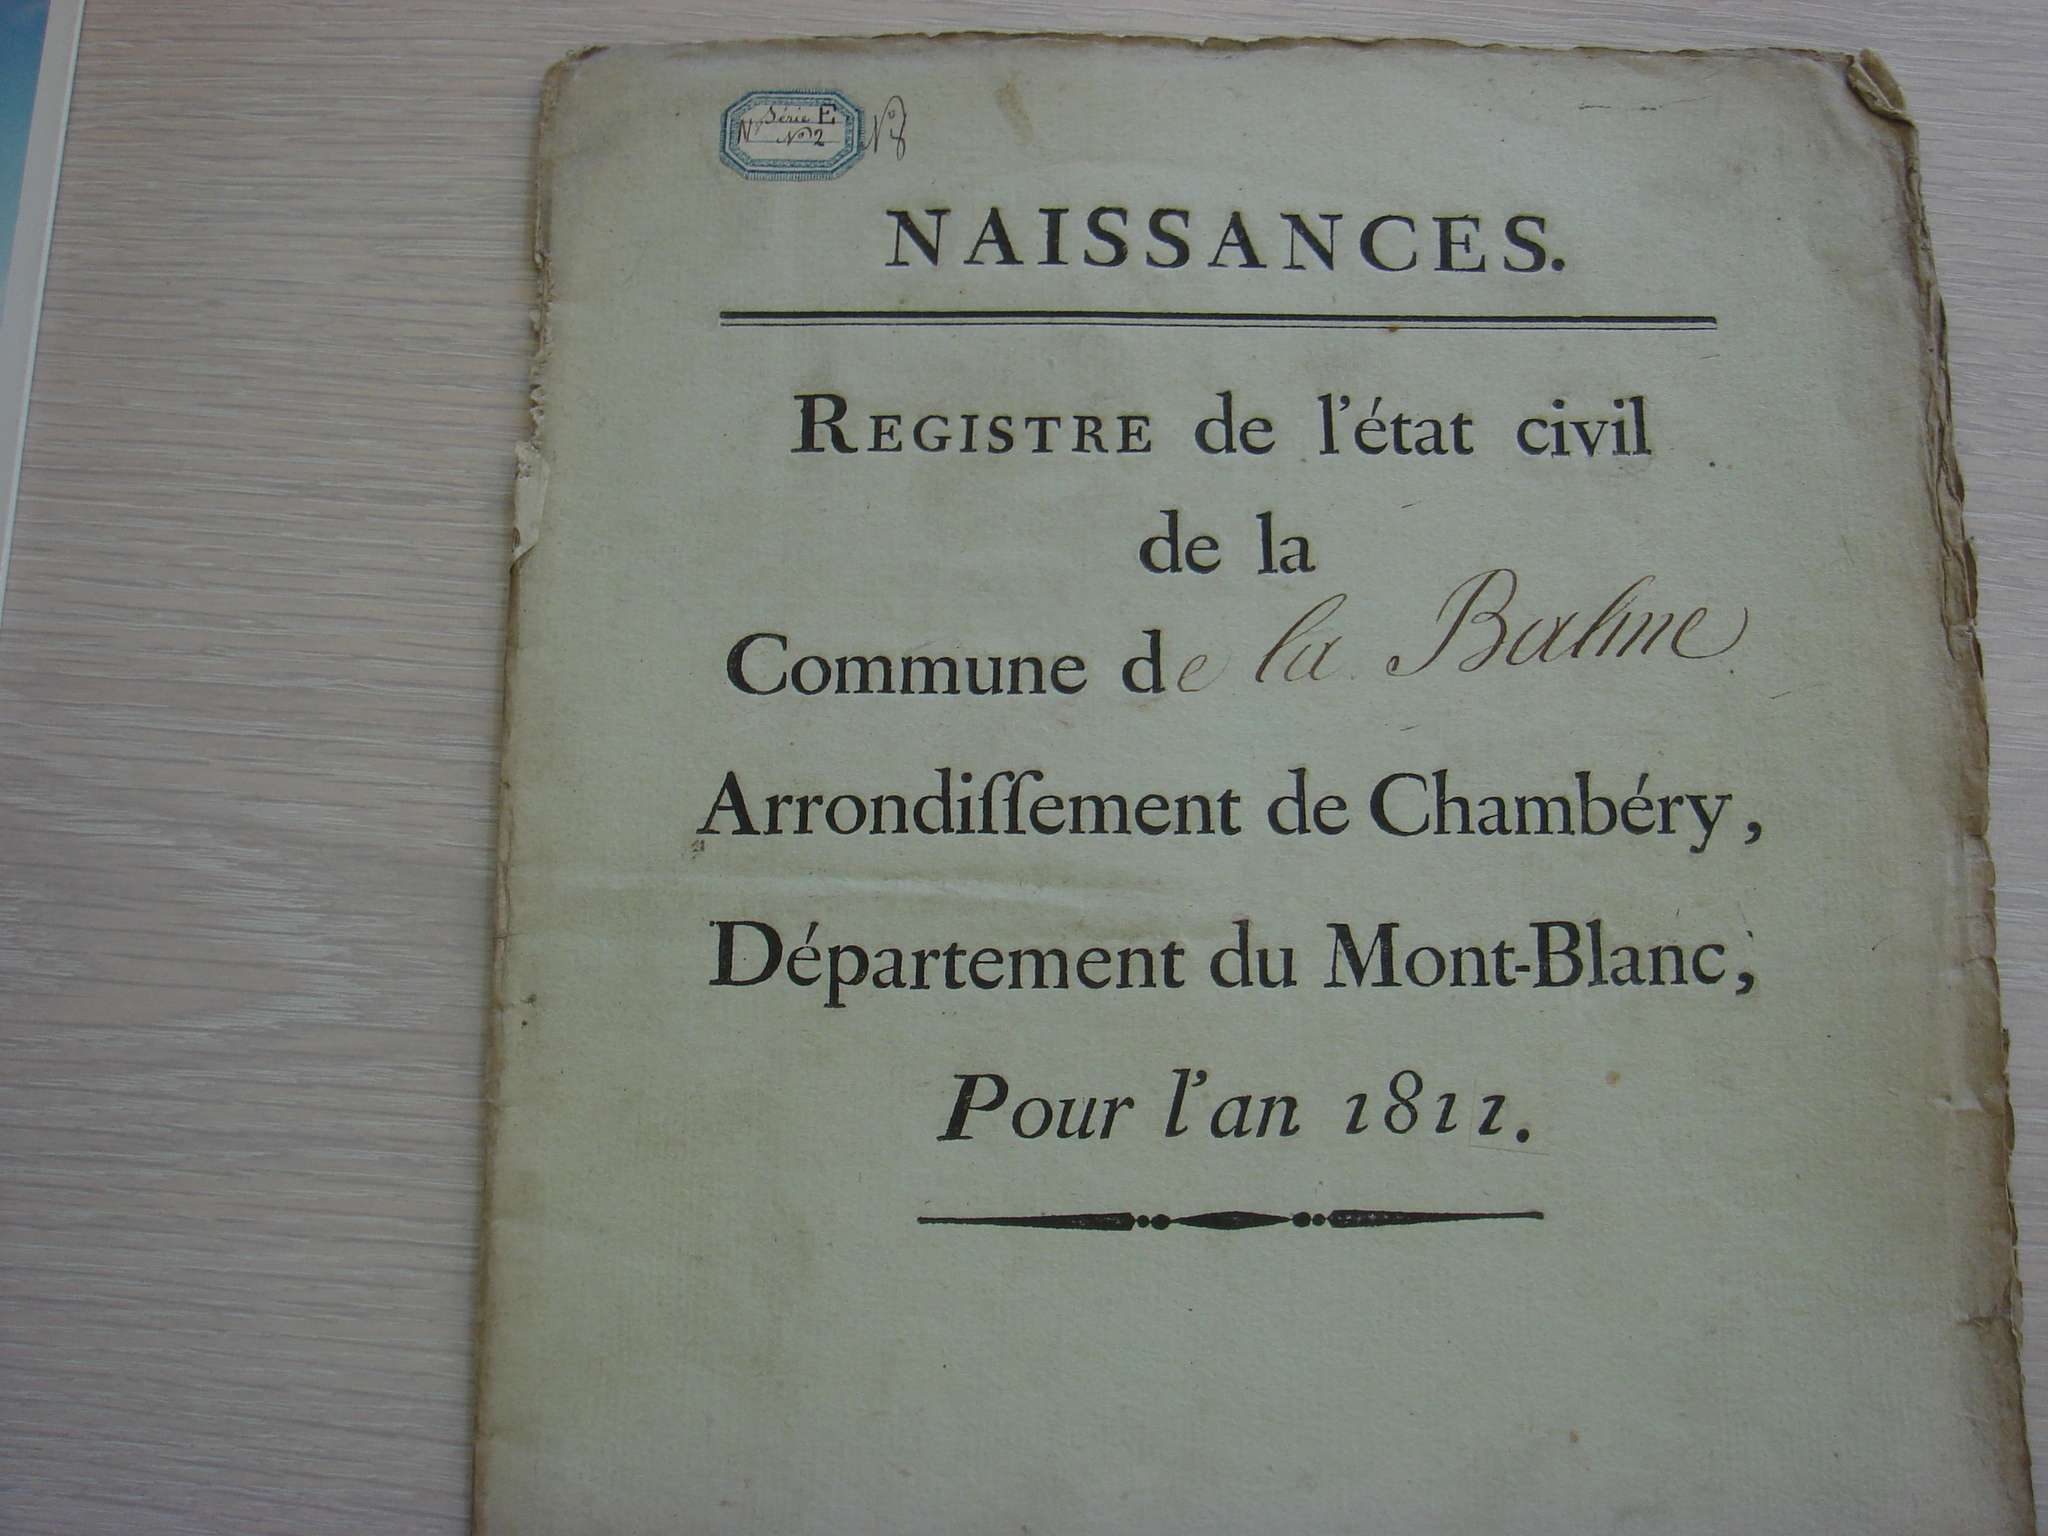 Série E.
N° 2
N° 8
NAISSANCES.
REGISTRE de l'état civil
de la
Commune de la Balme
Arrondiſſement de Chambéry,
Département du Mont-Blanc,
Pour l'an 1811.